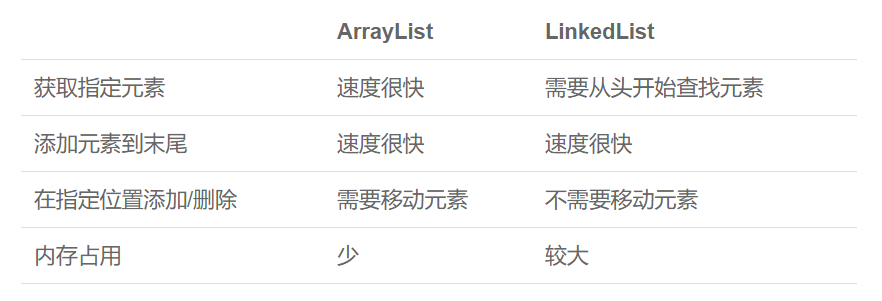 ArrayList LinkedList
获取指定元素 速度很快 需要从头开始查找元素
添加元素到末尾 速度很快 速度很快
在指定位置添加/删除 需要移动元素 不需要移动元素
内存占用 少 较大